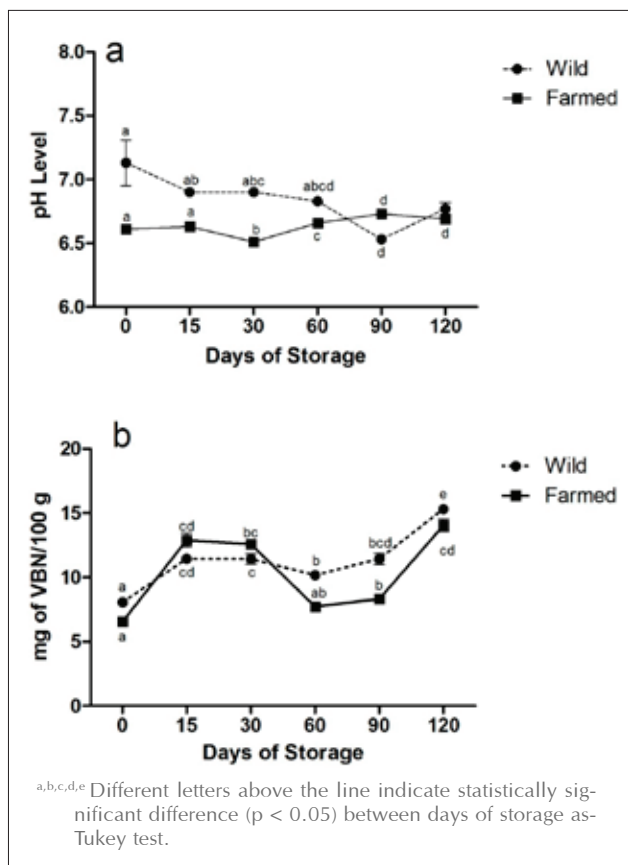 a
8.0
7.5
7.0
6.5
6.0
pH Level
Wild
Farmed
a
ab
abc
abcd
d
a
a
b
c
d
d
0 15 30 60 90 120
Days of Storage
b
20
15
10
5
0
mg of VBN/100 g
Wild
Farmed
a
cd
bc
b
bcd
e
a
cd
c
ab
b
cd
0 15 30 60 90 120
Days of Storage
a,b,c,d,e Different letters above the line indicate statistically sig-
nificant difference (p < 0.05) between days of storage as-
Tukey test.